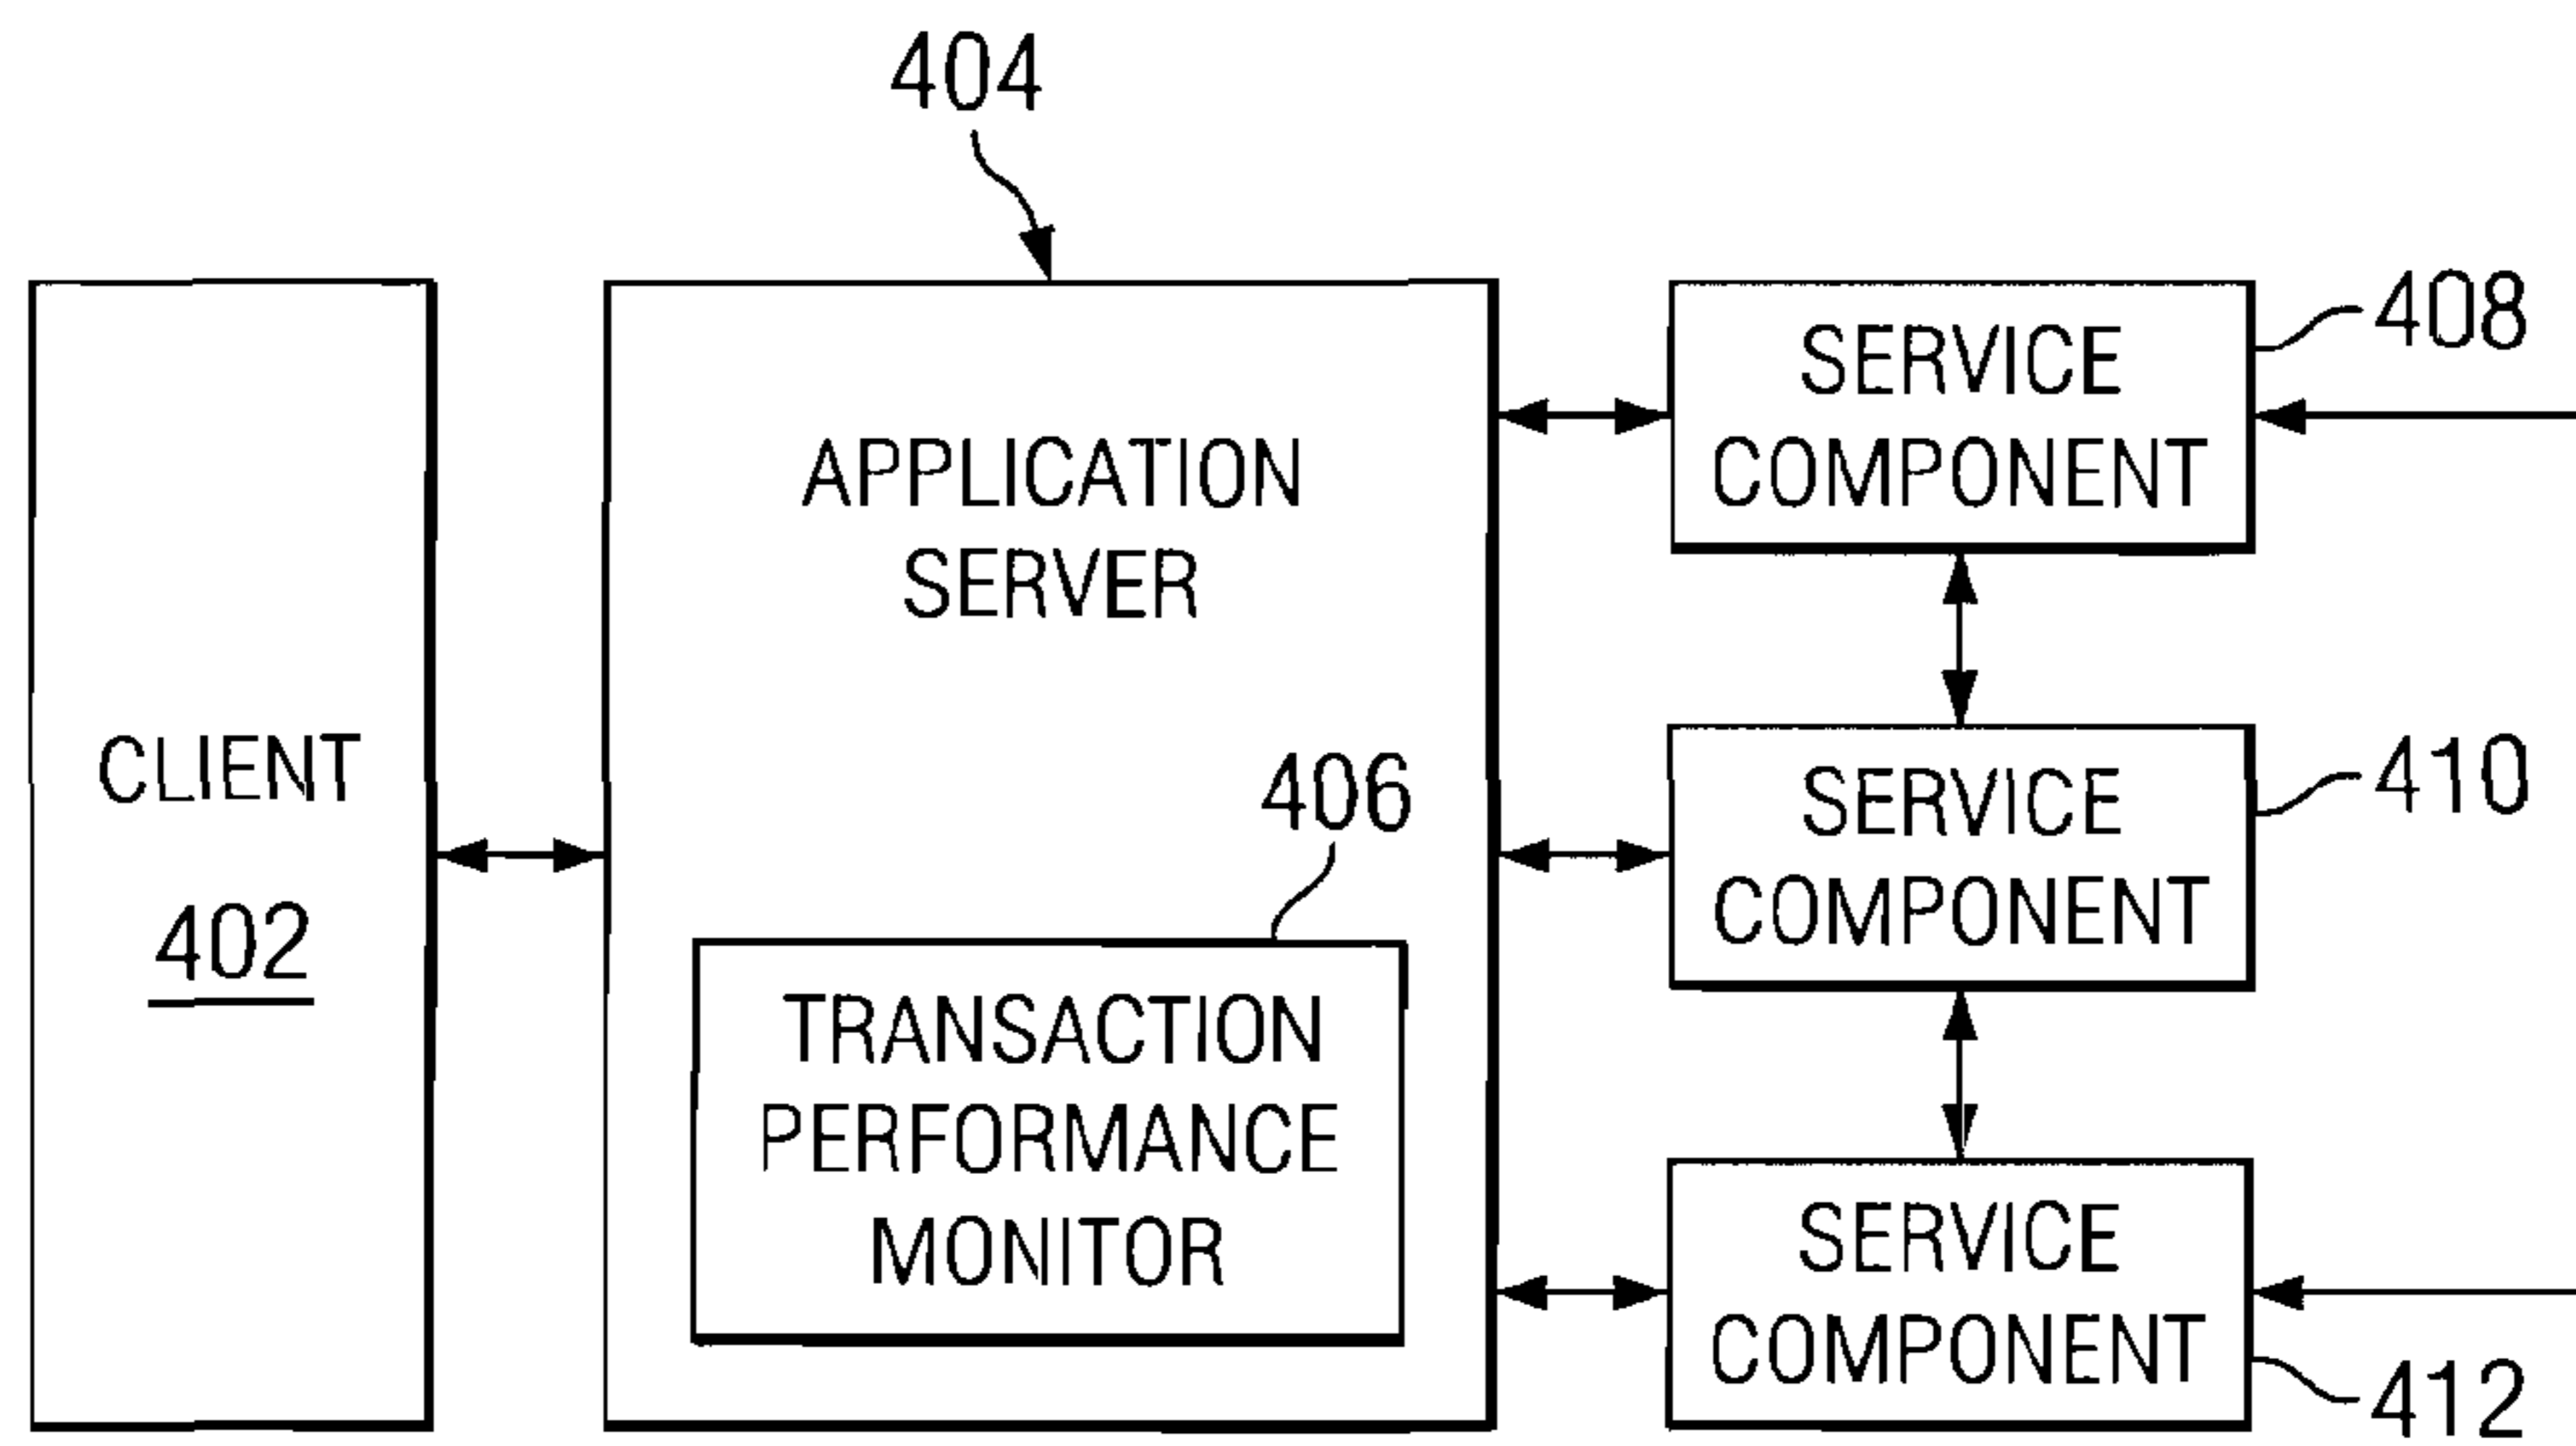 404
408
SERVICE
COMPONENT
APPLICATION
SERVER
CLIENT
402
406
410
SERVICE
COMPONENT
TRANSACTION
PERFORMANCE
MONITOR
SERVICE
COMPONENT
412